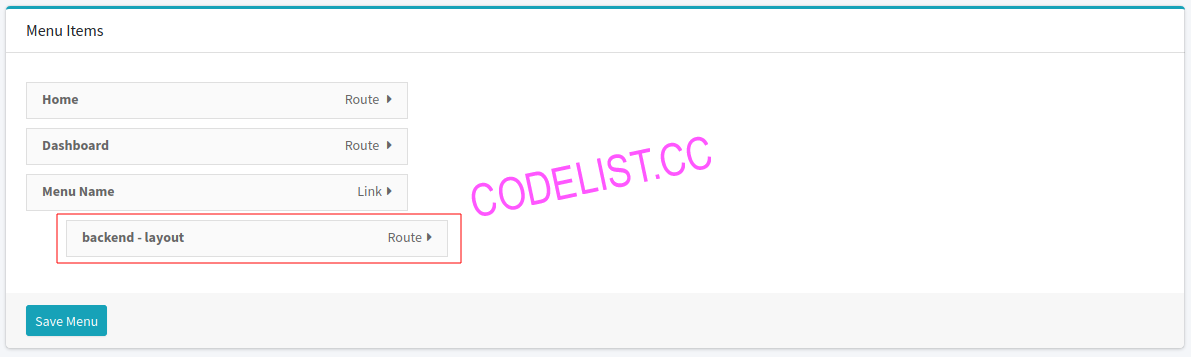 Menu Items
Home Route
Dashboard Route
Menu Name Link
backend - layout Route
CODELIST.CC
Save Menu